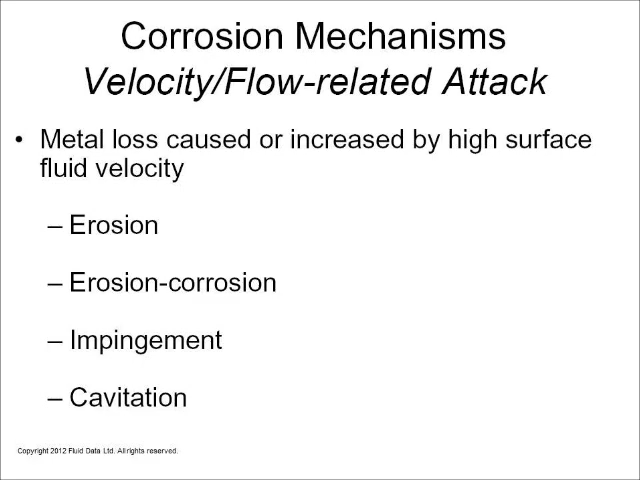 Corrosion Mechanisms
Velocity/Flow-related Attack
• Metal loss caused or increased by high surface
fluid velocity
– Erosion
– Erosion-corrosion
– Impingement
– Cavitation
Copyright 2012 Fluid Data Ltd. All rights reserved.